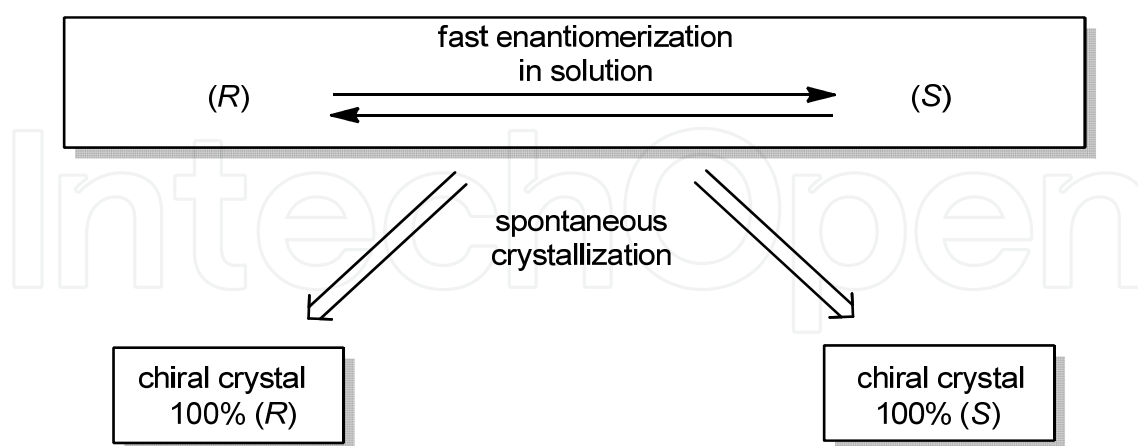 fast enantiomerization
in solution
(R)
(S)
IntechOpen
spontaneous
crystallization
chiral crystal
100% (R)
chiral crystal
100% (S)